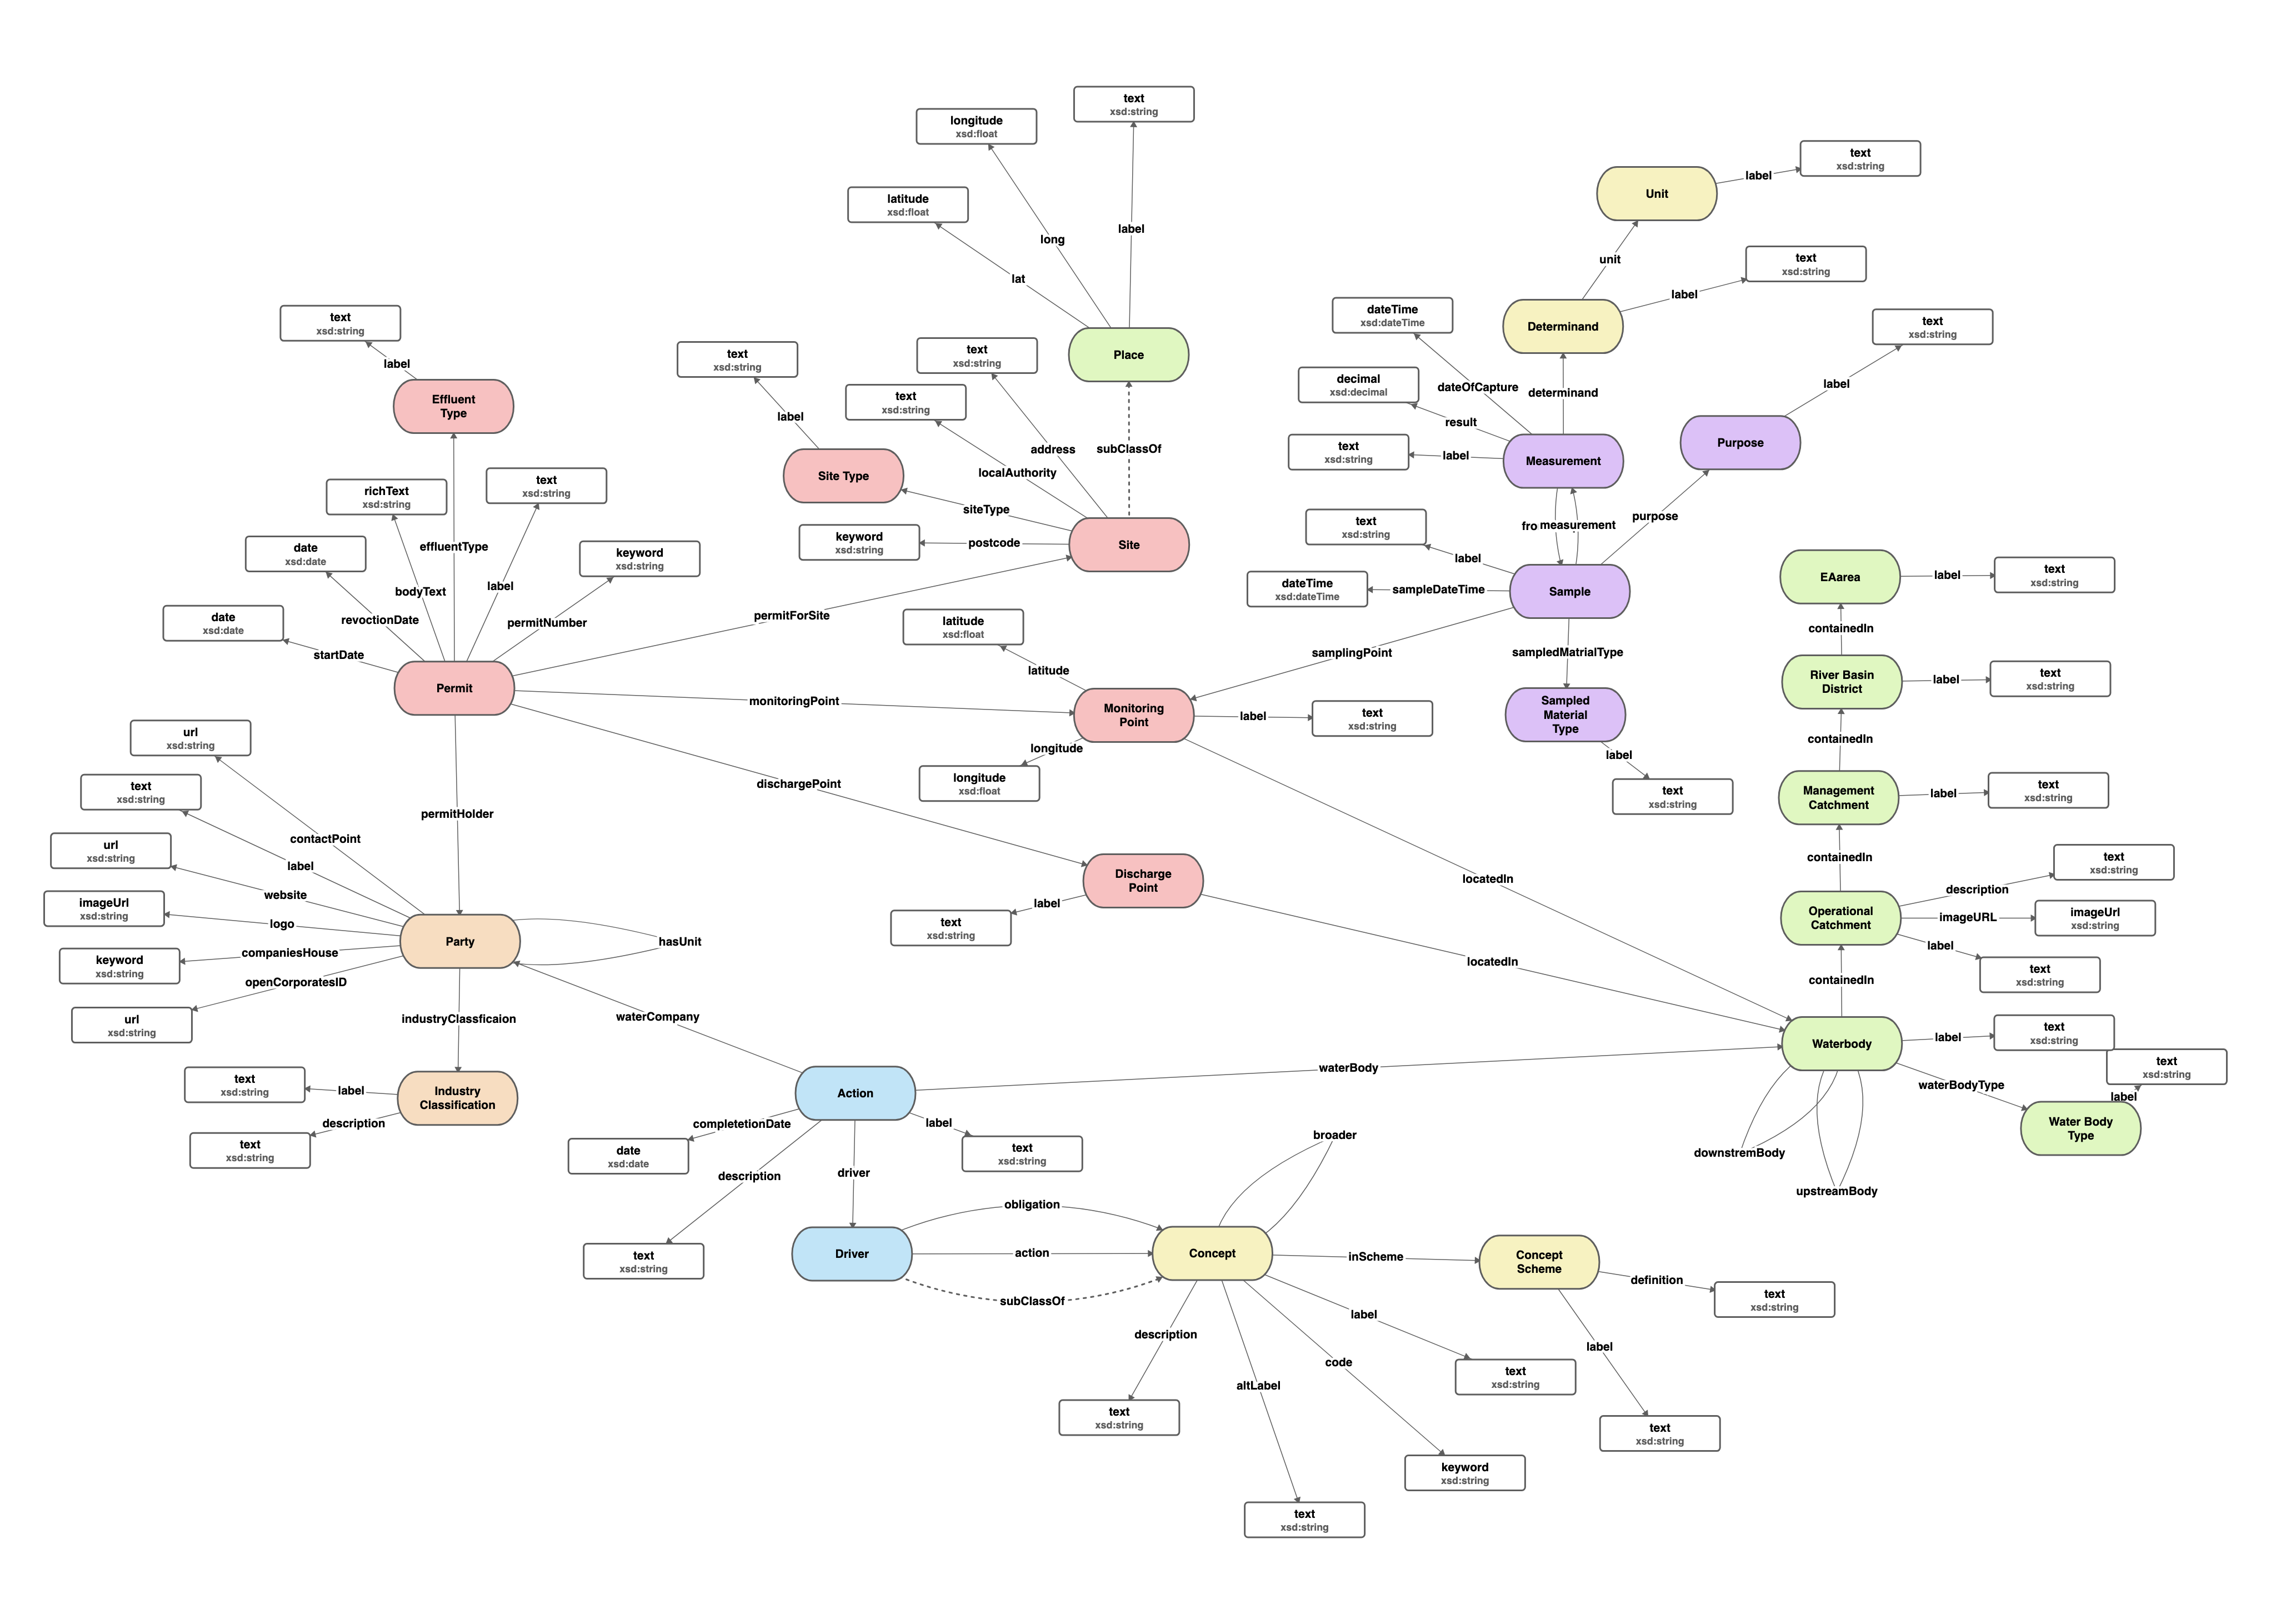 text
xsd:string
longitude
xsd:float
latitude
xsd:float
long
label
lat
Place
subClassOf
text
xsd:string
text
xsd:string
address
localAuthority
text
xsd:string
label
Site Type
siteType
keyword
xsd:string
postcode
Site
text
xsd:string
label
Effluent
Type
effluentType
richText
xsd:string
bodyText
text
xsd:string
label
date
xsd:date
revoctionDate
keyword
xsd:string
permitNumber
date
xsd:date
startDate
Permit
permitForSite
monitoringPoint
dischargePoint
permitHolder
url
xsd:string
contactPoint
text
xsd:string
label
url
xsd:string
website
imageUrl
xsd:string
logo
keyword
xsd:string
companiesHouse
openCorporatesID
url
xsd:string
Party
hasUnit
industryClassficaion
text
xsd:string
label
Industry
Classification
description
text
xsd:string
waterCompany
text
xsd:string
label
Unit
unit
text
xsd:string
label
Determinand
determinand
dateTime
xsd:dateTime
dateOfCapture
decimal
xsd:decimal
result
text
xsd:string
label
Measurement
text
xsd:string
label
Purpose
purpose
fro
measurement
text
xsd:string
label
dateTime
xsd:dateTime
sampleDateTime
Sample
samplingPoint
sampledMatrialType
Sampled
Material
Type
label
text
xsd:string
latitude
xsd:float
latitude
Monitoring
Point
label
text
xsd:string
longitude
longitude
xsd:float
locatedIn
Discharge
Point
label
text
xsd:string
locatedIn
EAarea
label
text
xsd:string
containedIn
River Basin
District
label
text
xsd:string
containedIn
Management
Catchment
label
text
xsd:string
containedIn
text
xsd:string
description
Operational
Catchment
imageURL
imageUrl
xsd:string
label
text
xsd:string
containedIn
Waterbody
label
text
xsd:string
waterBodyType
text
xsd:string
label
Water Body
Type
downstremBody
upstreamBody
waterBody
Action
completetionDate
date
xsd:date
label
text
xsd:string
description
text
xsd:string
driver
Driver
obligation
action
subClassOf
broader
Concept
inScheme
Concept
Scheme
definition
text
xsd:string
label
text
xsd:string
description
text
xsd:string
label
text
xsd:string
code
keyword
xsd:string
altLabel
text
xsd:string